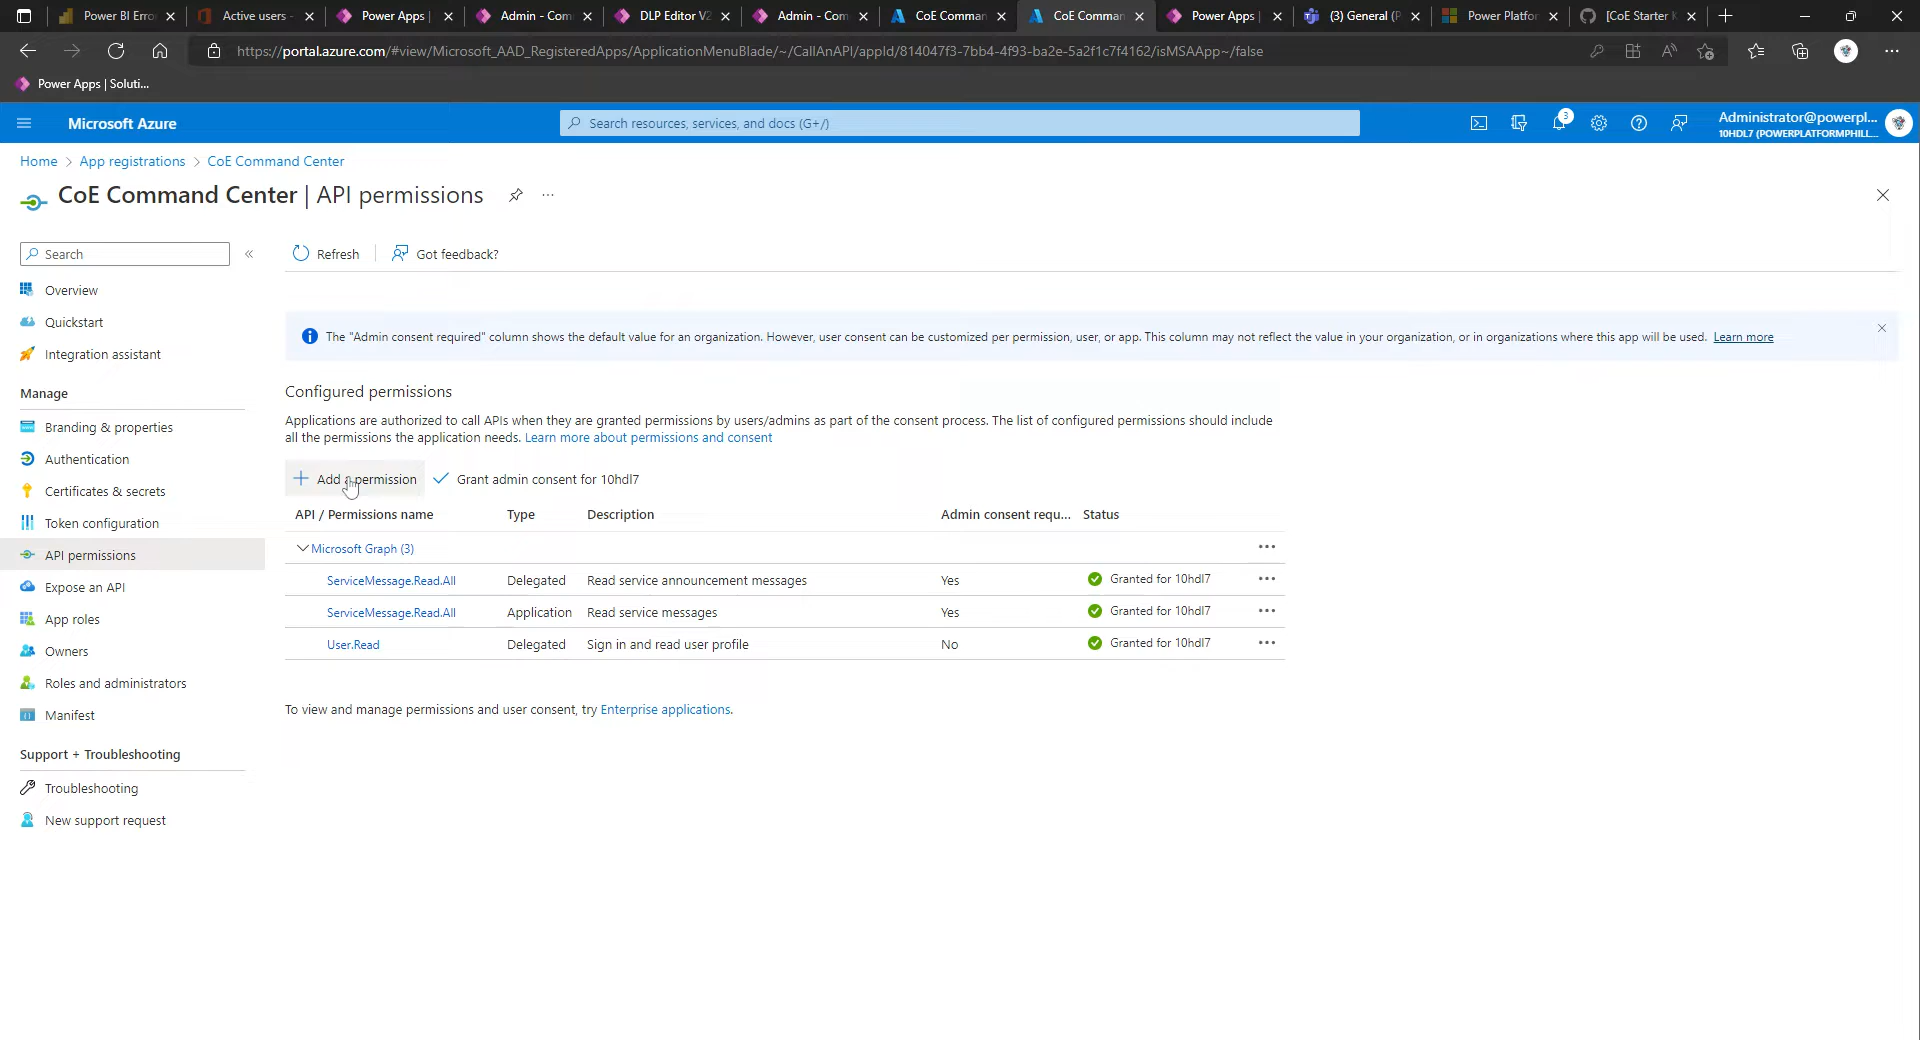 Power BI Erro
Active users -
Power Apps |
Admin - Com
DLP Editor V2
Admin - Com
CoE Comman
CoE Comman
Power Apps |
(3) General (P
Power Platfor
[CoE Starter K
https://portal.azure.com/#view/Microsoft_AAD_RegisteredApps/ApplicationMenuBlade/~/CallAnAPI/appId/814047f3-7bb4-4f93-ba2e-5a2f1c7f4162/isMSAApp~/false
Power Apps | Soluti...
Microsoft Azure
Search resources, services, and docs (G+/)
3
Administrator@powerpl...
10HDL7 (POWERPLATFORMPHILL...
Home > App registrations > CoE Command Center
CoE Command Center | API permissions
Search
Refresh
Got feedback?
Overview
Quickstart
Integration assistant
Manage
Branding & properties
Authentication
Certificates & secrets
Token configuration
API permissions
Expose an API
App roles
Owners
Roles and administrators
Manifest
Support + Troubleshooting
Troubleshooting
New support request
The "Admin consent required" column shows the default value for an organization. However, user consent can be customized per permission, user, or app. This column may not reflect the value in your organization, or in organizations where this app will be used. Learn more
Configured permissions
Applications are authorized to call APIs when they are granted permissions by users/admins as part of the consent process. The list of configured permissions should include
all the permissions the application needs. Learn more about permissions and consent
Add a permission
Grant admin consent for 10hdl7
API / Permissions name Type Description Admin consent requ... Status
Microsoft Graph (3)
ServiceMessage.Read.All Delegated Read service announcement messages Yes Granted for 10hdl7
ServiceMessage.Read.All Application Read service messages Yes Granted for 10hdl7
User.Read Delegated Sign in and read user profile No Granted for 10hdl7
To view and manage permissions and user consent, try Enterprise applications.